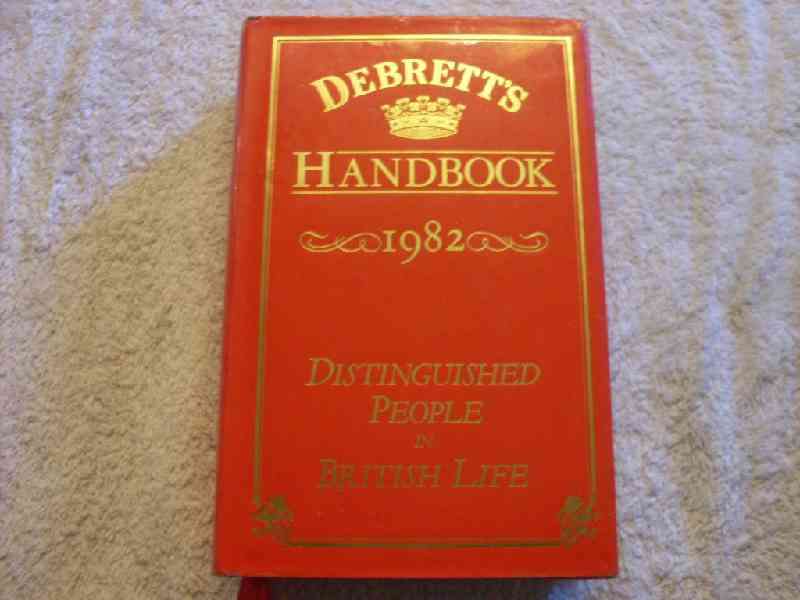 DEBRETT'S
HANDBOOK
1982
DISTINGUISHED
PEOPLE
IN
BRITISH LIFE